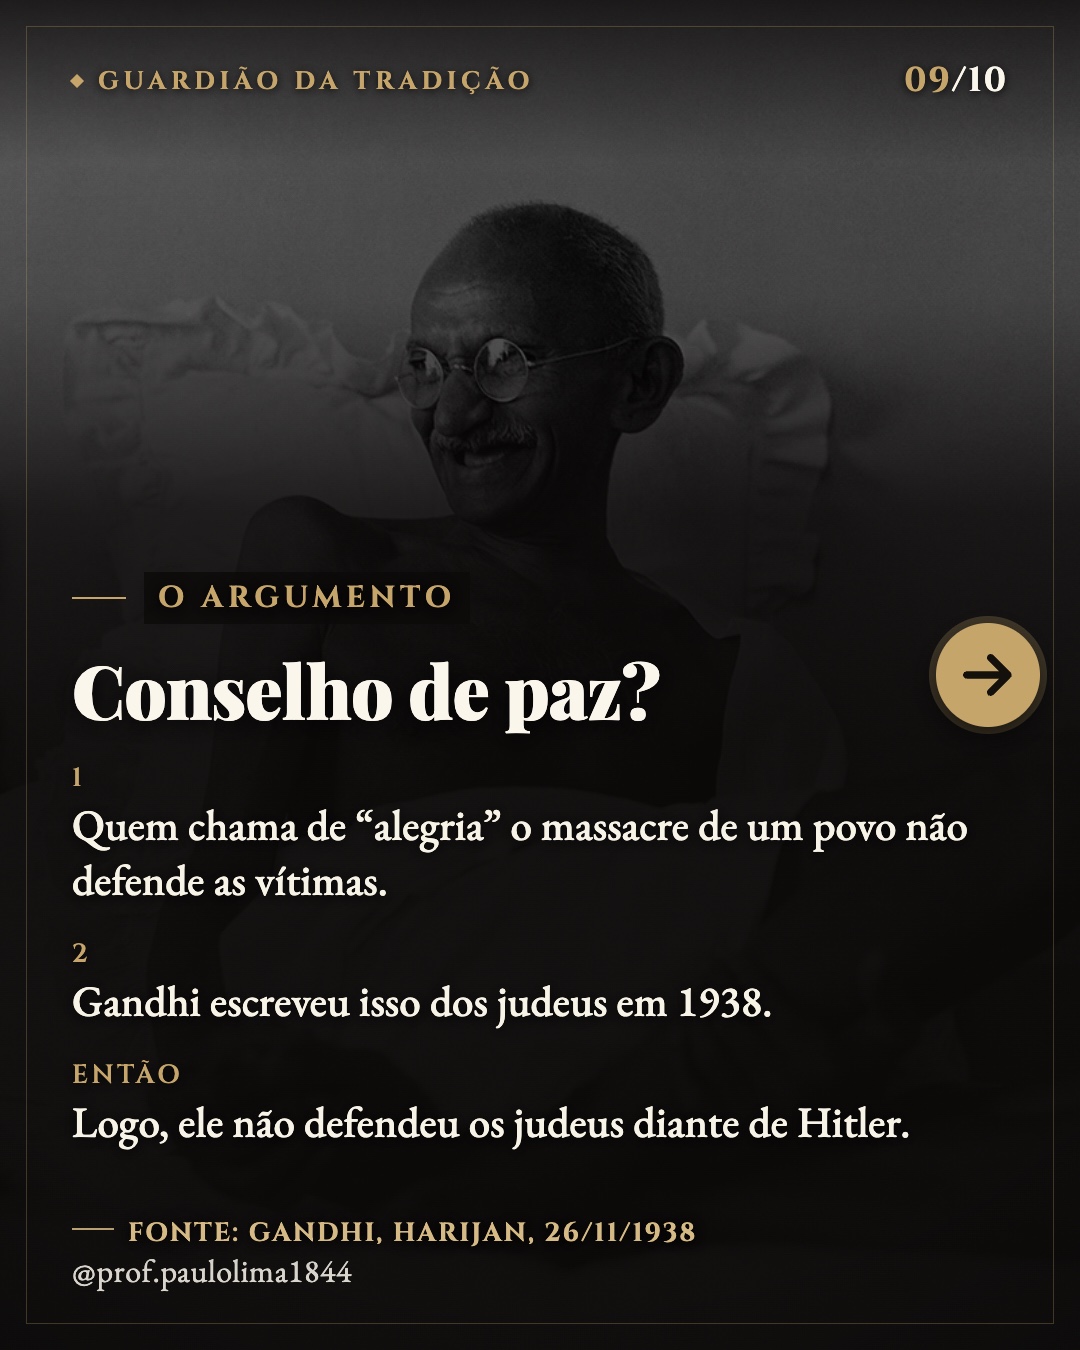 GUARDIÃO DA TRADIÇÃO
09/10
O ARGUMENTO
Conselho de paz?
1
Quem chama de “alegria” o massacre de um povo não
defende as vítimas.
2
Gandhi escreveu isso dos judeus em 1938.
ENTÃO
Logo, ele não defendeu os judeus diante de Hitler.
FONTE: GANDHI, HARIJAN, 26/11/1938
@prof.paulolima1844